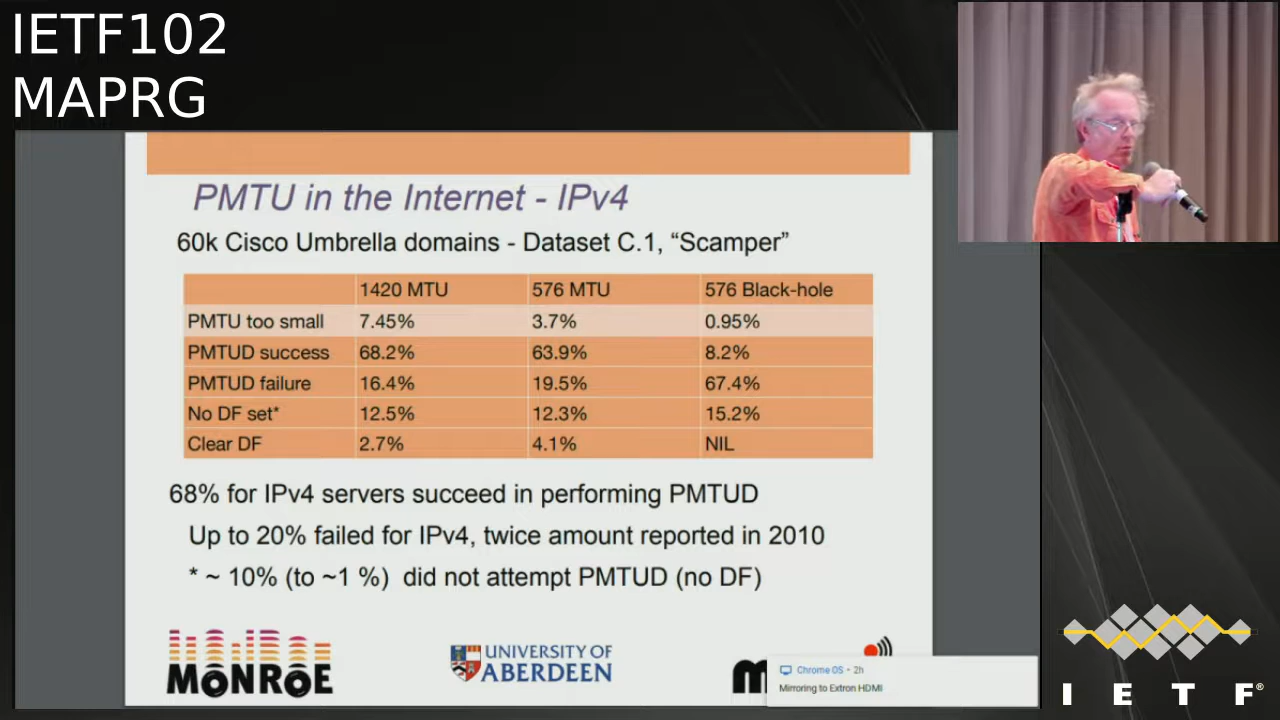 IETF102
MAPRG
PMTU in the Internet - IPv4
60k Cisco Umbrella domains - Dataset C.1, “Scamper”
1420 MTU 576 MTU 576 Black-hole
PMTU too small 7.45% 3.7% 0.95%
PMTUD success 68.2% 63.9% 8.2%
PMTUD failure 16.4% 19.5% 67.4%
No DF set* 12.5% 12.3% 15.2%
Clear DF 2.7% 4.1% NIL
68% for IPv4 servers succeed in performing PMTUD
Up to 20% failed for IPv4, twice amount reported in 2010
* ~ 10% (to ~1 %) did not attempt PMTUD (no DF)
MONROE
UNIVERSITY OF
ABERDEEN
m
Chrome OS • 2h
Mirroring to Extron HDMI
I E T F®